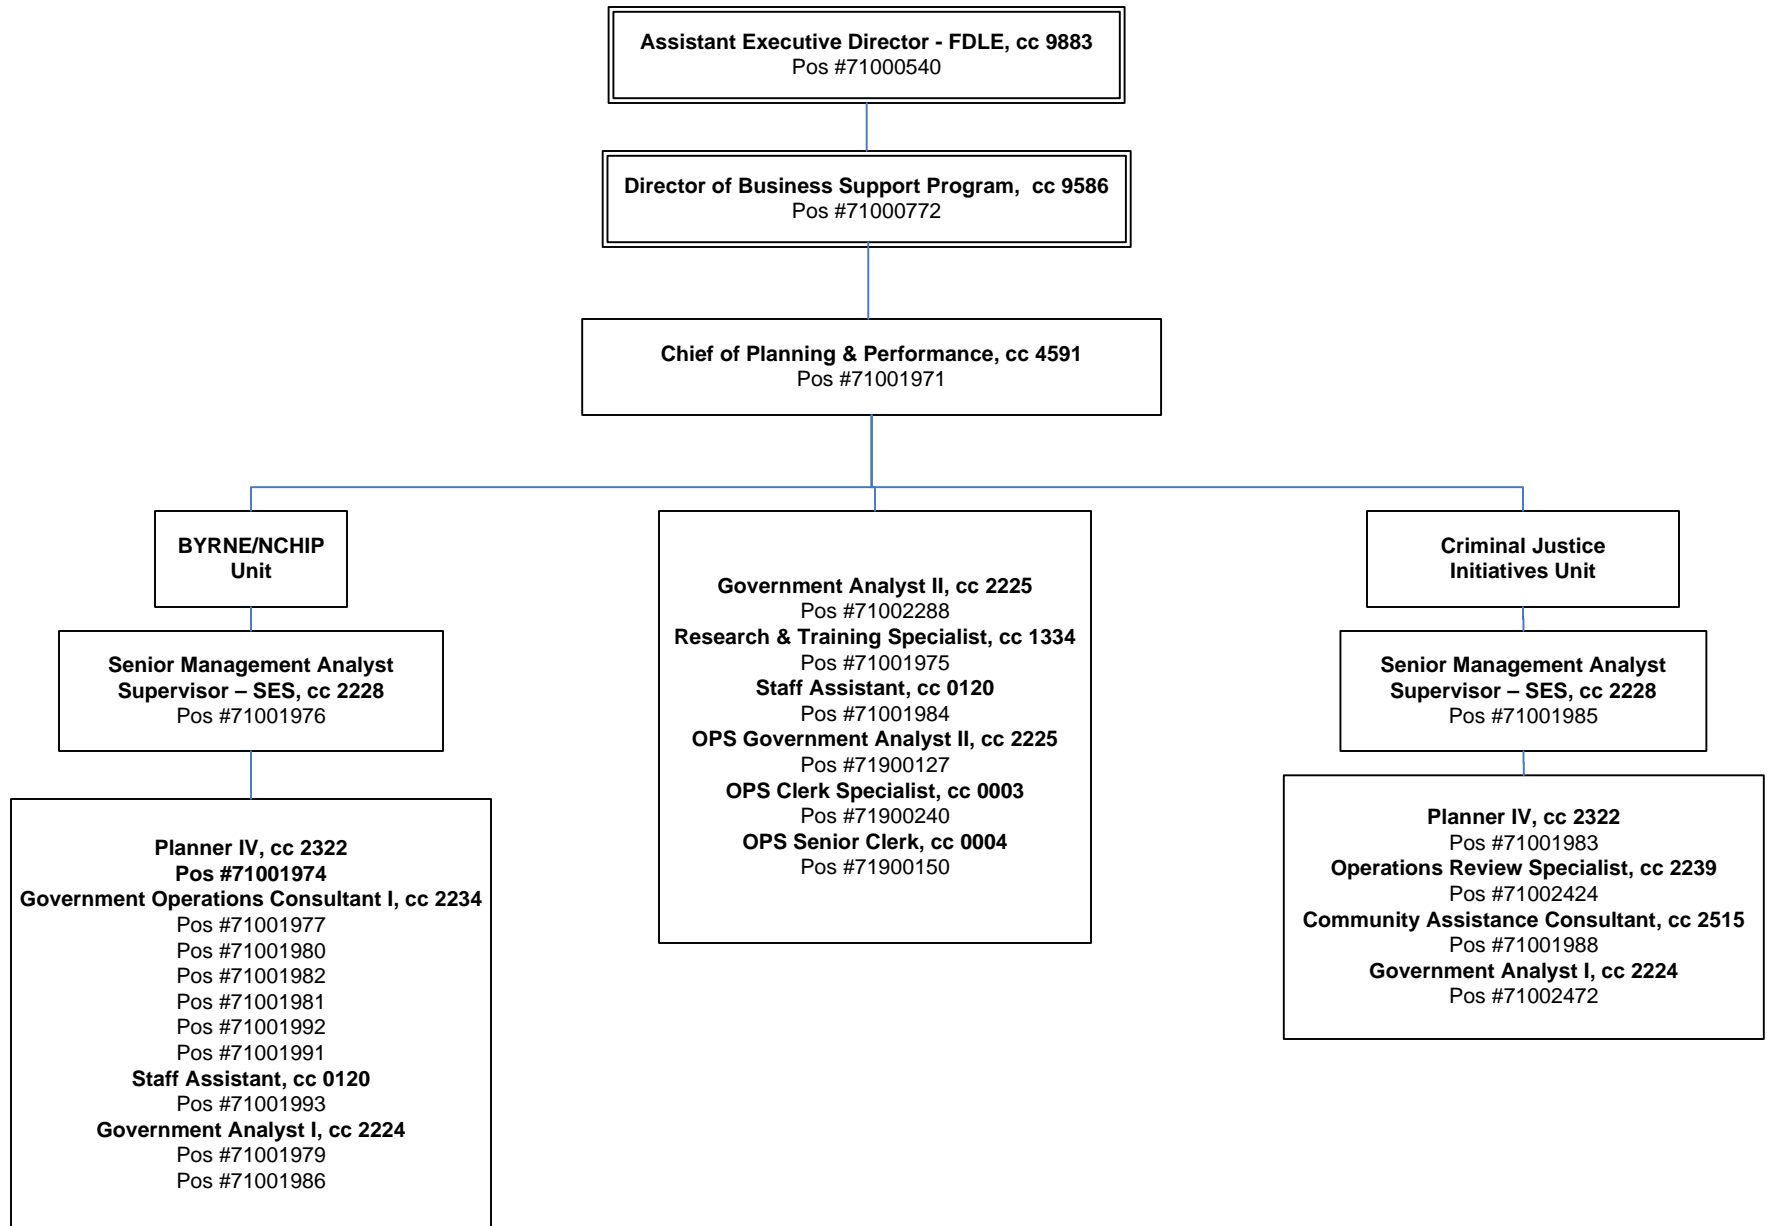 Assistant Executive Director - FDLE, cc 9883
Pos #71000540
Director of Business Support Program, cc 9586
Pos #71000772
Chief of Planning & Performance, cc 4591
Pos #71001971
BYRNE/NCHIP
Unit
Senior Management Analyst
Supervisor – SES, cc 2228
Pos #71001976
Planner IV, cc 2322
Pos #71001974
Government Operations Consultant I, cc 2234
Pos #71001977
Pos #71001980
Pos #71001982
Pos #71001981
Pos #71001992
Pos #71001991
Staff Assistant, cc 0120
Pos #71001993
Government Analyst I, cc 2224
Pos #71001979
Pos #71001986
Government Analyst II, cc 2225
Pos #71002288
Research & Training Specialist, cc 1334
Pos #71001975
Staff Assistant, cc 0120
Pos #71001984
OPS Government Analyst II, cc 2225
Pos #71900127
OPS Clerk Specialist, cc 0003
Pos #71900240
OPS Senior Clerk, cc 0004
Pos #71900150
Criminal Justice
Initiatives Unit
Senior Management Analyst
Supervisor – SES, cc 2228
Pos #71001985
Planner IV, cc 2322
Pos #71001983
Operations Review Specialist, cc 2239
Pos #71002424
Community Assistance Consultant, cc 2515
Pos #71001988
Government Analyst I, cc 2224
Pos #71002472